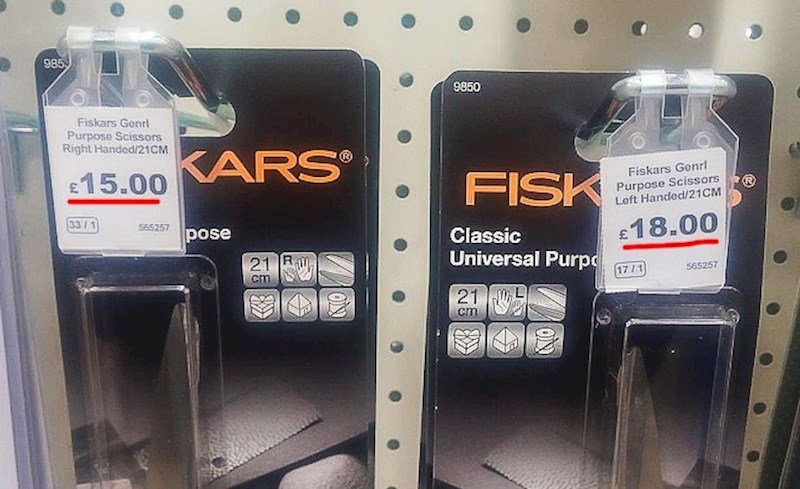 985
Fiskars Genrl
Purpose Scissors
Right Handed/21CM
£15.00
33/1
565257
KARS®
pose
21
cm
R
9850
FISK
S®
Classic
Universal Purpo
Fiskars Genrl
Purpose Scissors
Left Handed/21CM
£18.00
17/1
565257
21
cm
L